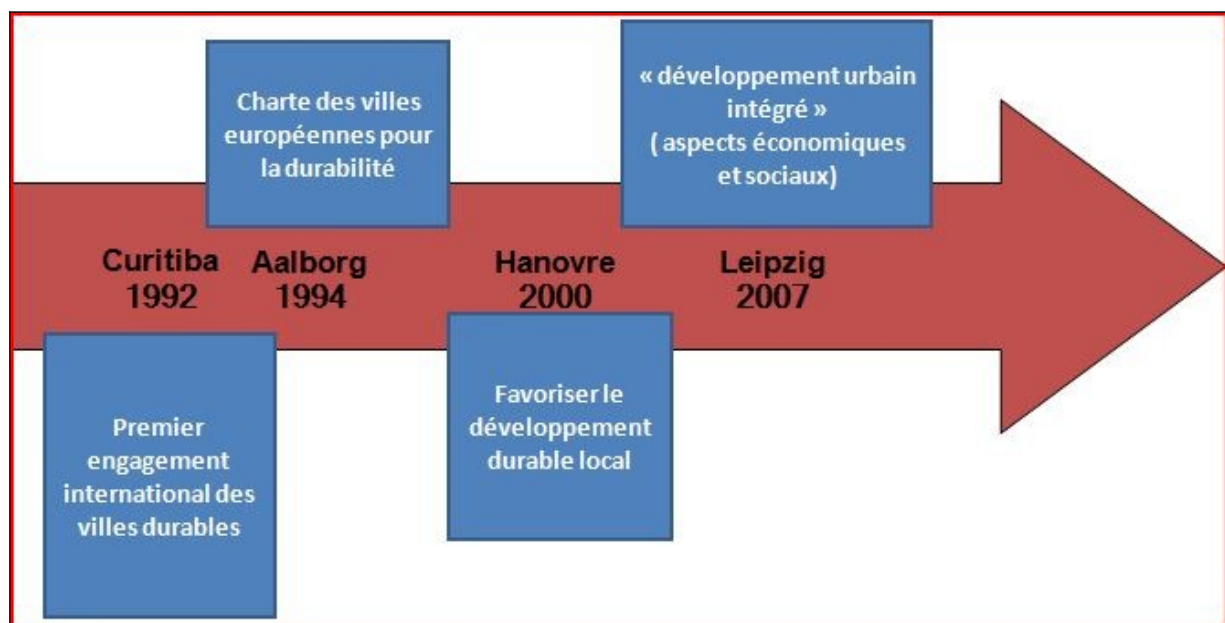 Charte des villes
européennes pour
la durabilité
« développement urbain
intégré »
( aspects économiques
et sociaux)
Curitiba
1992
Aalborg
1994
Hanovre
2000
Leipzig
2007
Premier
engagement
international des
villes durables
Favoriser le
développement
durable local